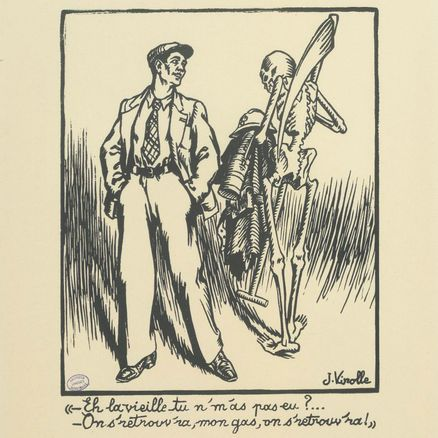 J. Virolle
«— Eh la vieille tu n'm'as pas eu ?...
— On s'retrouv'ra, mon gas, on s'retrouv'ra !»